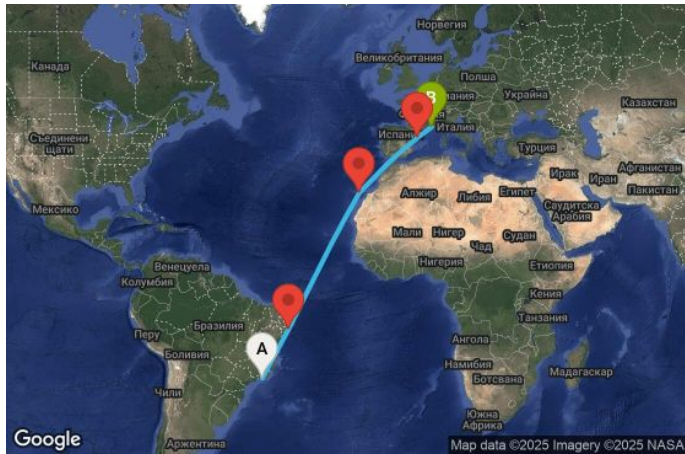 Норвегия
Канада
Великобритания
Полша
B
мания
Украйна
Казахстан
Испани
Италия
Съединени
щати
Турция
Афганистан
Ирак
Иран
Пакистан
Алжир
Либия
Египет
Саудитска
Арабия
Мексико
Мали
Нигер
Судан
Чад
Венецуела
Нигерия
Етиопия
Колумбия
Кения
Бразилия
Танзания
Перу
Ангола
A
Боливия
Намибия
Мадагаскар
Ботсвана
Чили
Южна
Африка
Google
Аржентина
Map data ©2025 Imagery ©2025 NASA